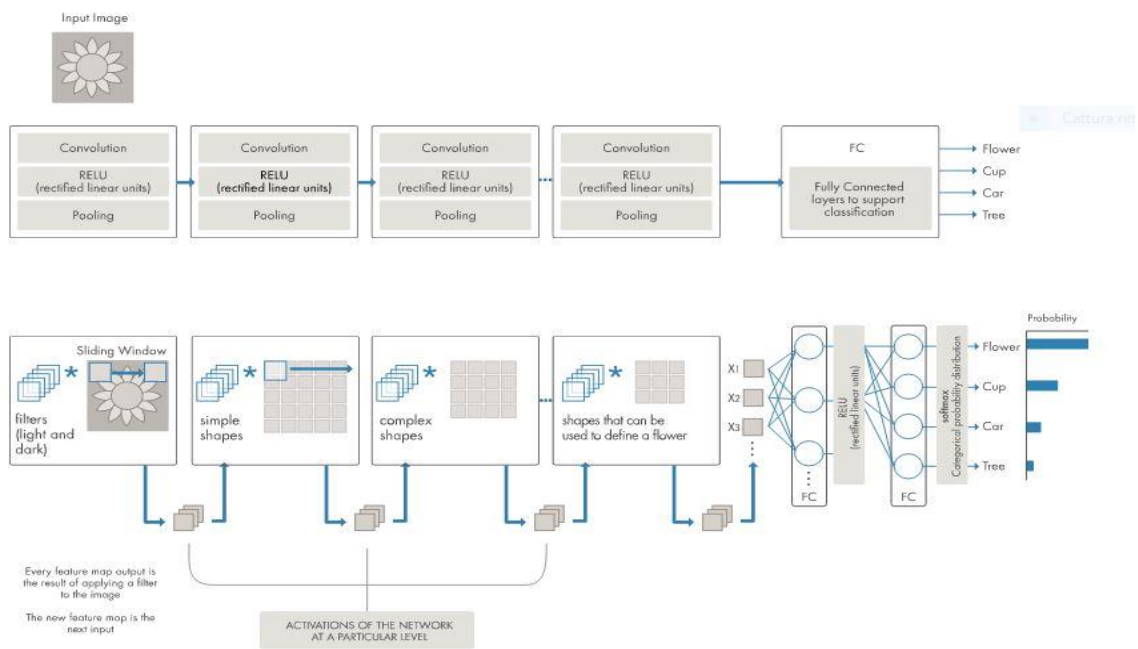 Input Image
Convolution
RELU
(rectified linear units)
Pooling
Convolution
RELU
(rectified linear units)
Pooling
Convolution
RELU
(rectified linear units)
Pooling
Convolution
RELU
(rectified linear units)
Pooling
FC
Fully Connected
layers to support
classification
Flower
Cup
Car
Tree
Cattura ret
Sliding Window
*
filters
(light and
dark)
*
simple
shapes
*
complex
shapes
*
shapes that can be
used to define a flower
X1
X2
X3
FC
RELU
(rectified linear units)
FC
softmax
Categorical probability distribution
Probability
Flower
Cup
Car
Tree
Every feature map output is
the result of applying a filter
to the image
The new feature map is the
next input
ACTIVATIONS OF THE NETWORK
AT A PARTICULAR LEVEL